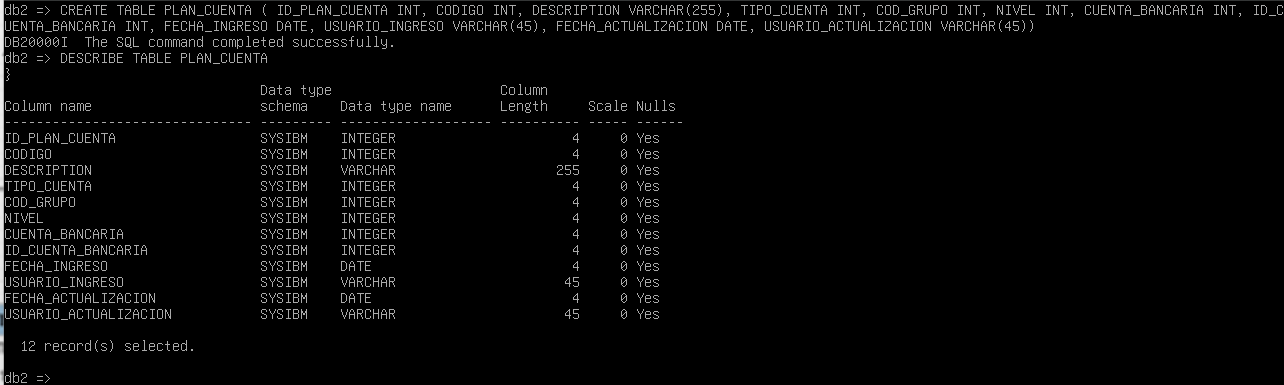 db2 => CREATE TABLE PLAN_CUENTA ( ID_PLAN_CUENTA INT, CODIGO INT, DESCRIPTION VARCHAR(255), TIPO_CUENTA INT, COD_GRUPO INT, NIVEL INT, CUENTA_BANCARIA INT, ID_C
UENTA_BANCARIA INT, FECHA_INGRESO DATE, USUARIO_INGRESO VARCHAR(45), FECHA_ACTUALIZACION DATE, USUARIO_ACTUALIZACION VARCHAR(45))
DB20000I  The SQL command completed successfully.
db2 => DESCRIBE TABLE PLAN_CUENTA
}
                                Data type                     Column
Column name                     schema    Data type name      Length     Scale Nulls
------------------------------- --------- ------------------- ---------- ----- ------
ID_PLAN_CUENTA                  SYSIBM    INTEGER                      4     0 Yes
CODIGO                          SYSIBM    INTEGER                      4     0 Yes
DESCRIPTION                     SYSIBM    VARCHAR                    255     0 Yes
TIPO_CUENTA                     SYSIBM    INTEGER                      4     0 Yes
COD_GRUPO                       SYSIBM    INTEGER                      4     0 Yes
NIVEL                           SYSIBM    INTEGER                      4     0 Yes
CUENTA_BANCARIA                 SYSIBM    INTEGER                      4     0 Yes
ID_CUENTA_BANCARIA              SYSIBM    INTEGER                      4     0 Yes
FECHA_INGRESO                   SYSIBM    DATE                         4     0 Yes
USUARIO_INGRESO                 SYSIBM    VARCHAR                     45     0 Yes
FECHA_ACTUALIZACION             SYSIBM    DATE                         4     0 Yes
USUARIO_ACTUALIZACION           SYSIBM    VARCHAR                     45     0 Yes
  12 record(s) selected.
db2 =>